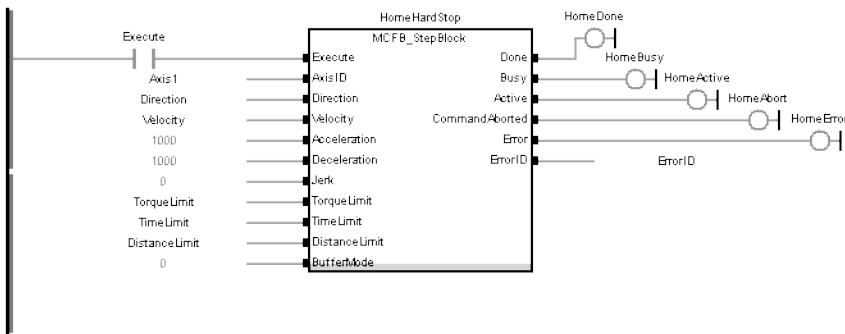 HomeHardStop
HomeDone
Execute
MCFB_StepBlock
Execute
Done
HomeBusy
Axis1
AxisID
Busy
HomeActive
Direction
Direction
Active
HomeAbort
Velocity
Velocity
CommandAborted
HomeError
1000
Acceleration
Error
1000
Deceleration
ErrorID
ErrorID
0
Jerk
TorqueLimit
TorqueLimit
TimeLimit
TimeLimit
DistanceLimit
DistanceLimit
0
BufferMode